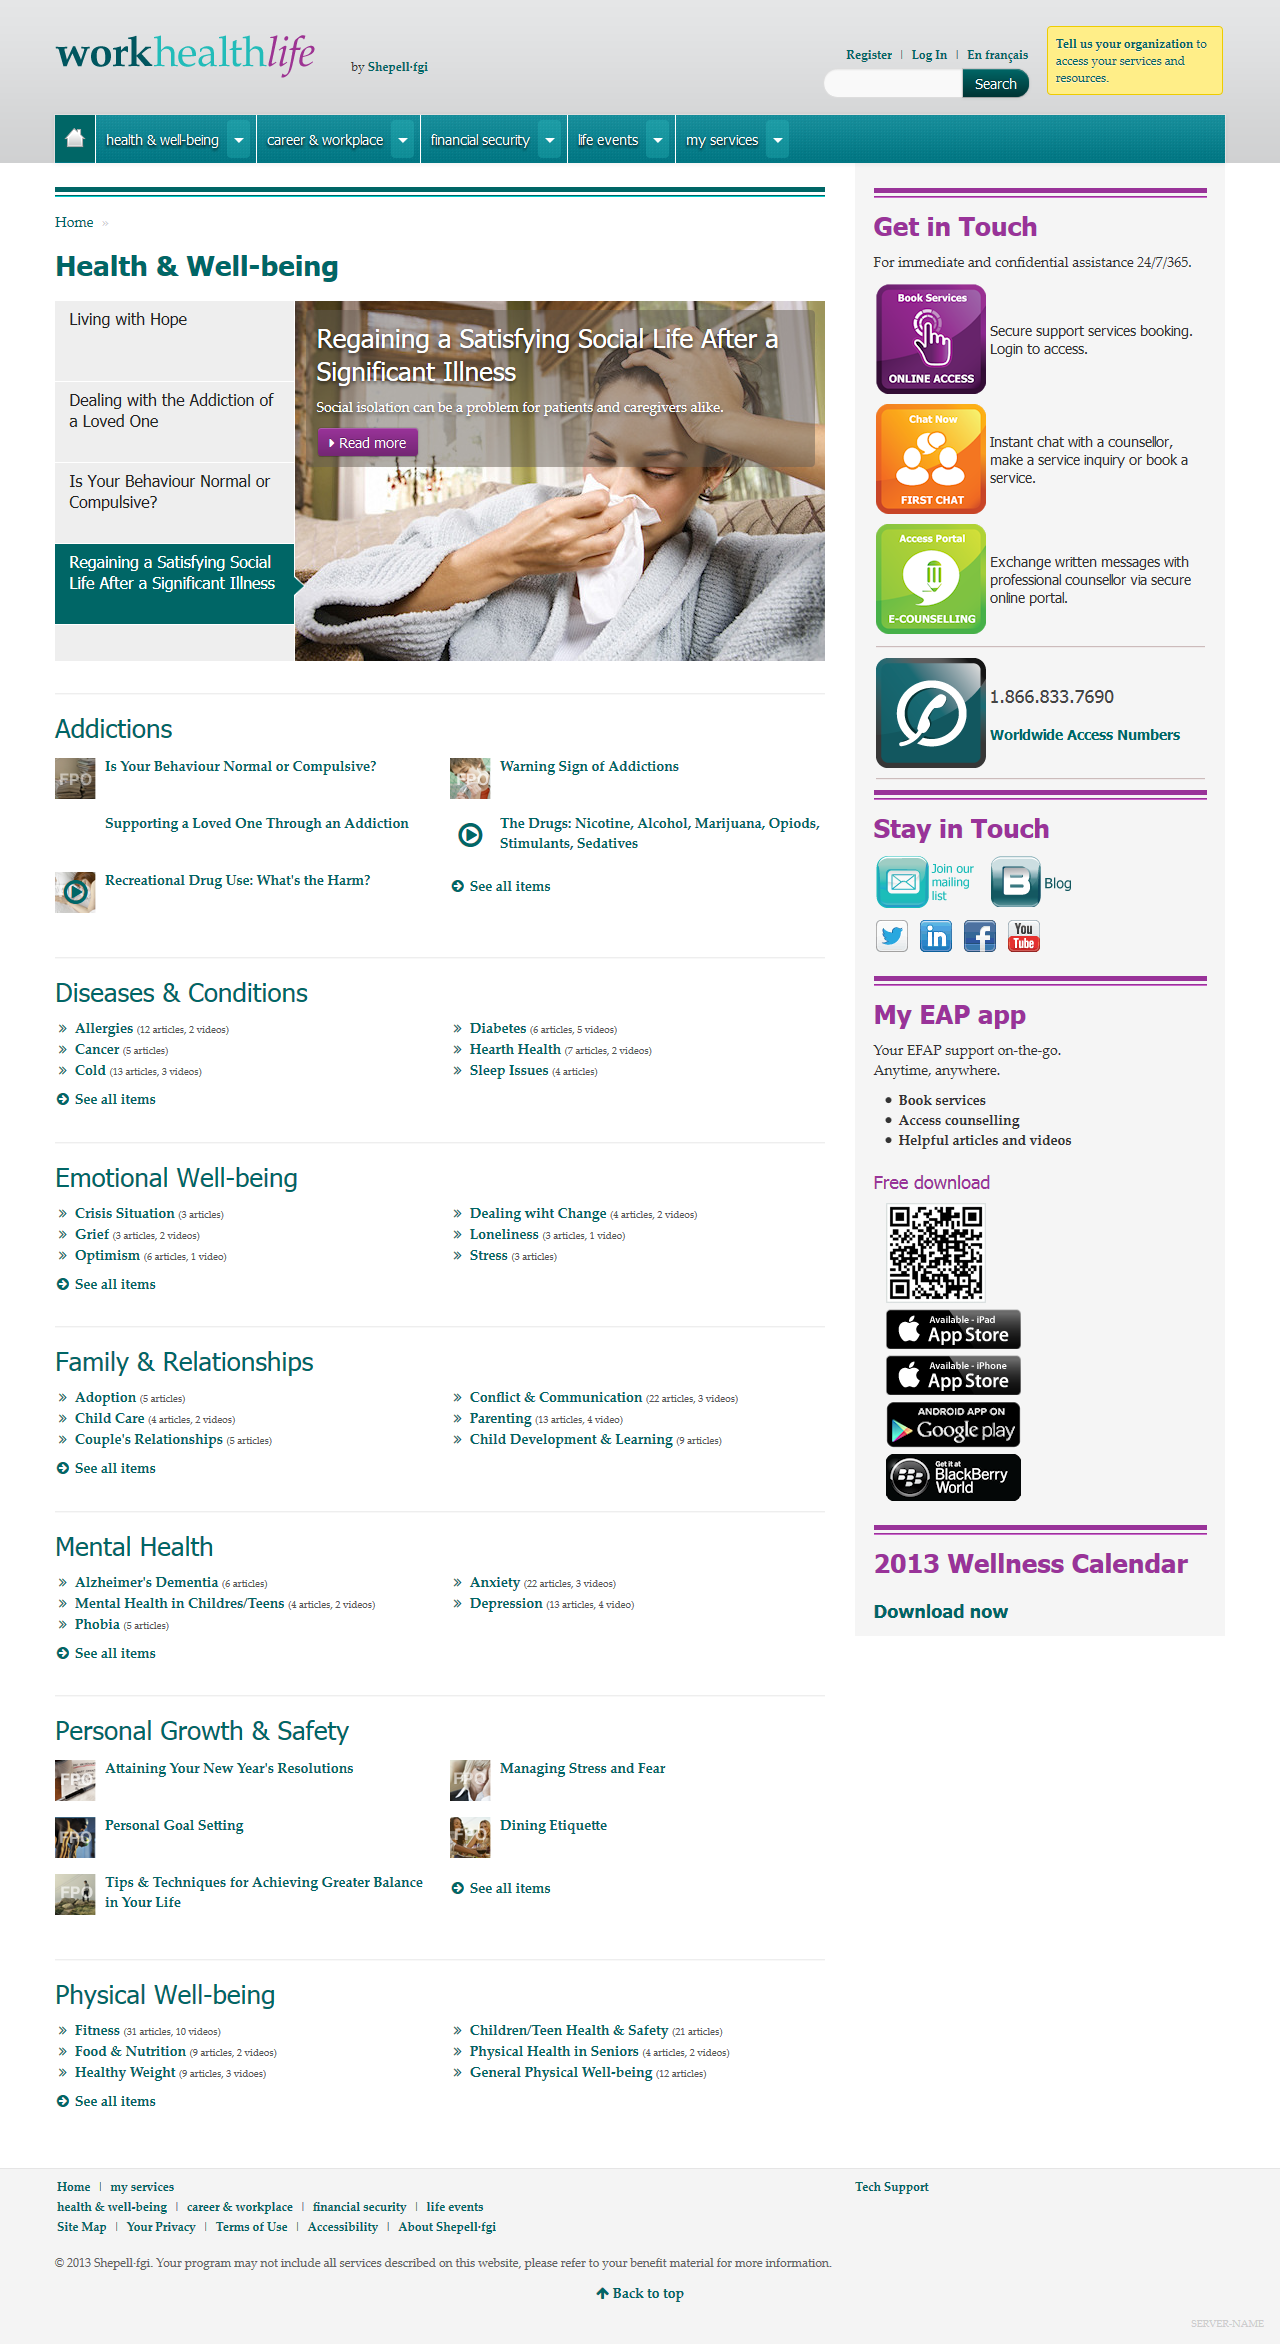 workhealthlife
by Shepell·fgi
Register | Log In | En français
Search
Tell us your organization to
access your services and
resources.
health & well-being
career & workplace
financial security
life events
my services
Home »
Health & Well-being
Living with Hope
Dealing with the Addiction of
a Loved One
Is Your Behaviour Normal or
Compulsive?
Regaining a Satisfying Social
Life After a Significant Illness
Regaining a Satisfying Social Life After a
Significant Illness
Social isolation can be a problem for patients and caregivers alike.
Read more
Addictions
FPO
Is Your Behaviour Normal or Compulsive?
FPO
Warning Sign of Addictions
Supporting a Loved One Through an Addiction
The Drugs: Nicotine, Alcohol, Marijuana, Opiods,
Stimulants, Sedatives
Recreational Drug Use: What's the Harm?
See all items
Diseases & Conditions
» Allergies (12 articles, 2 videos)
» Cancer (5 articles)
» Cold (13 articles, 3 videos)
» Diabetes (6 articles, 5 videos)
» Hearth Health (7 articles, 2 videos)
» Sleep Issues (4 articles)
See all items
Emotional Well-being
» Crisis Situation (3 articles)
» Grief (3 articles, 2 videos)
» Optimism (6 articles, 1 video)
» Dealing wiht Change (4 articles, 2 videos)
» Loneliness (3 articles, 1 video)
» Stress (3 articles)
See all items
Family & Relationships
» Adoption (5 articles)
» Child Care (4 articles, 2 videos)
» Couple's Relationships (5 articles)
» Conflict & Communication (22 articles, 3 videos)
» Parenting (13 articles, 4 video)
» Child Development & Learning (9 articles)
See all items
Mental Health
» Alzheimer's Dementia (6 articles)
» Mental Health in Childres/Teens (4 articles, 2 videos)
» Phobia (5 articles)
» Anxiety (22 articles, 3 videos)
» Depression (13 articles, 4 video)
See all items
Personal Growth & Safety
FPO
Attaining Your New Year's Resolutions
FPO
Managing Stress and Fear
FPO
Personal Goal Setting
FPO
Dining Etiquette
FPO
Tips & Techniques for Achieving Greater Balance
in Your Life
See all items
Physical Well-being
» Fitness (31 articles, 10 videos)
» Food & Nutrition (9 articles, 2 videos)
» Healthy Weight (9 articles, 3 vidoes)
» Children/Teen Health & Safety (21 articles)
» Physical Health in Seniors (4 articles, 2 videos)
» General Physical Well-being (12 articles)
See all items
Get in Touch
For immediate and confidential assistance 24/7/365.
Book Services
ONLINE ACCESS
Secure support services booking.
Login to access.
Chat Now
FIRST CHAT
Instant chat with a counsellor,
make a service inquiry or book a
service.
Access Portal
E-COUNSELLING
Exchange written messages with
professional counsellor via secure
online portal.
1.866.833.7690
Worldwide Access Numbers
Stay in Touch
Join our
mailing
list
B
Blog
in
f
You
Tube
My EAP app
Your EFAP support on-the-go.
Anytime, anywhere.
• Book services
• Access counselling
• Helpful articles and videos
Free download
Available - iPad
App Store
Available - iPhone
App Store
ANDROID APP ON
Google play
Get it at
BlackBerry
World
2013 Wellness Calendar
Download now
Home | my services
health & well-being | career & workplace | financial security | life events
Site Map | Your Privacy | Terms of Use | Accessibility | About Shepell·fgi
Tech Support
© 2013 Shepell·fgi. Your program may not include all services described on this website, please refer to your benefit material for more information.
Back to top
SERVER-NAME